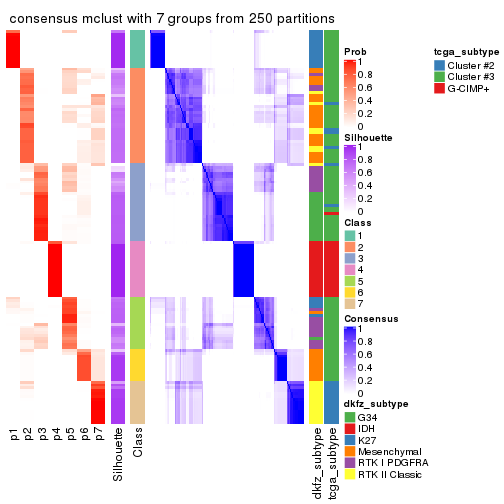 consensus mclust with 7 groups from 250 partitions
Prob
1
0.8
0.6
0.4
0.2
0
Silhouette
1
0.8
0.6
0.4
0.2
0
Class
1
2
3
4
5
6
7
Consensus
1
0.8
0.6
0.4
0.2
0
dkfz_subtype
G34
IDH
K27
Mesenchymal
RTK I PDGFRA
RTK II Classic
tcga_subtype
Cluster #2
Cluster #3
G-CIMP+
p1
p2
p3
p4
p5
p6
p7
Silhouette
Class
dkfz_subtype
tcga_subtype